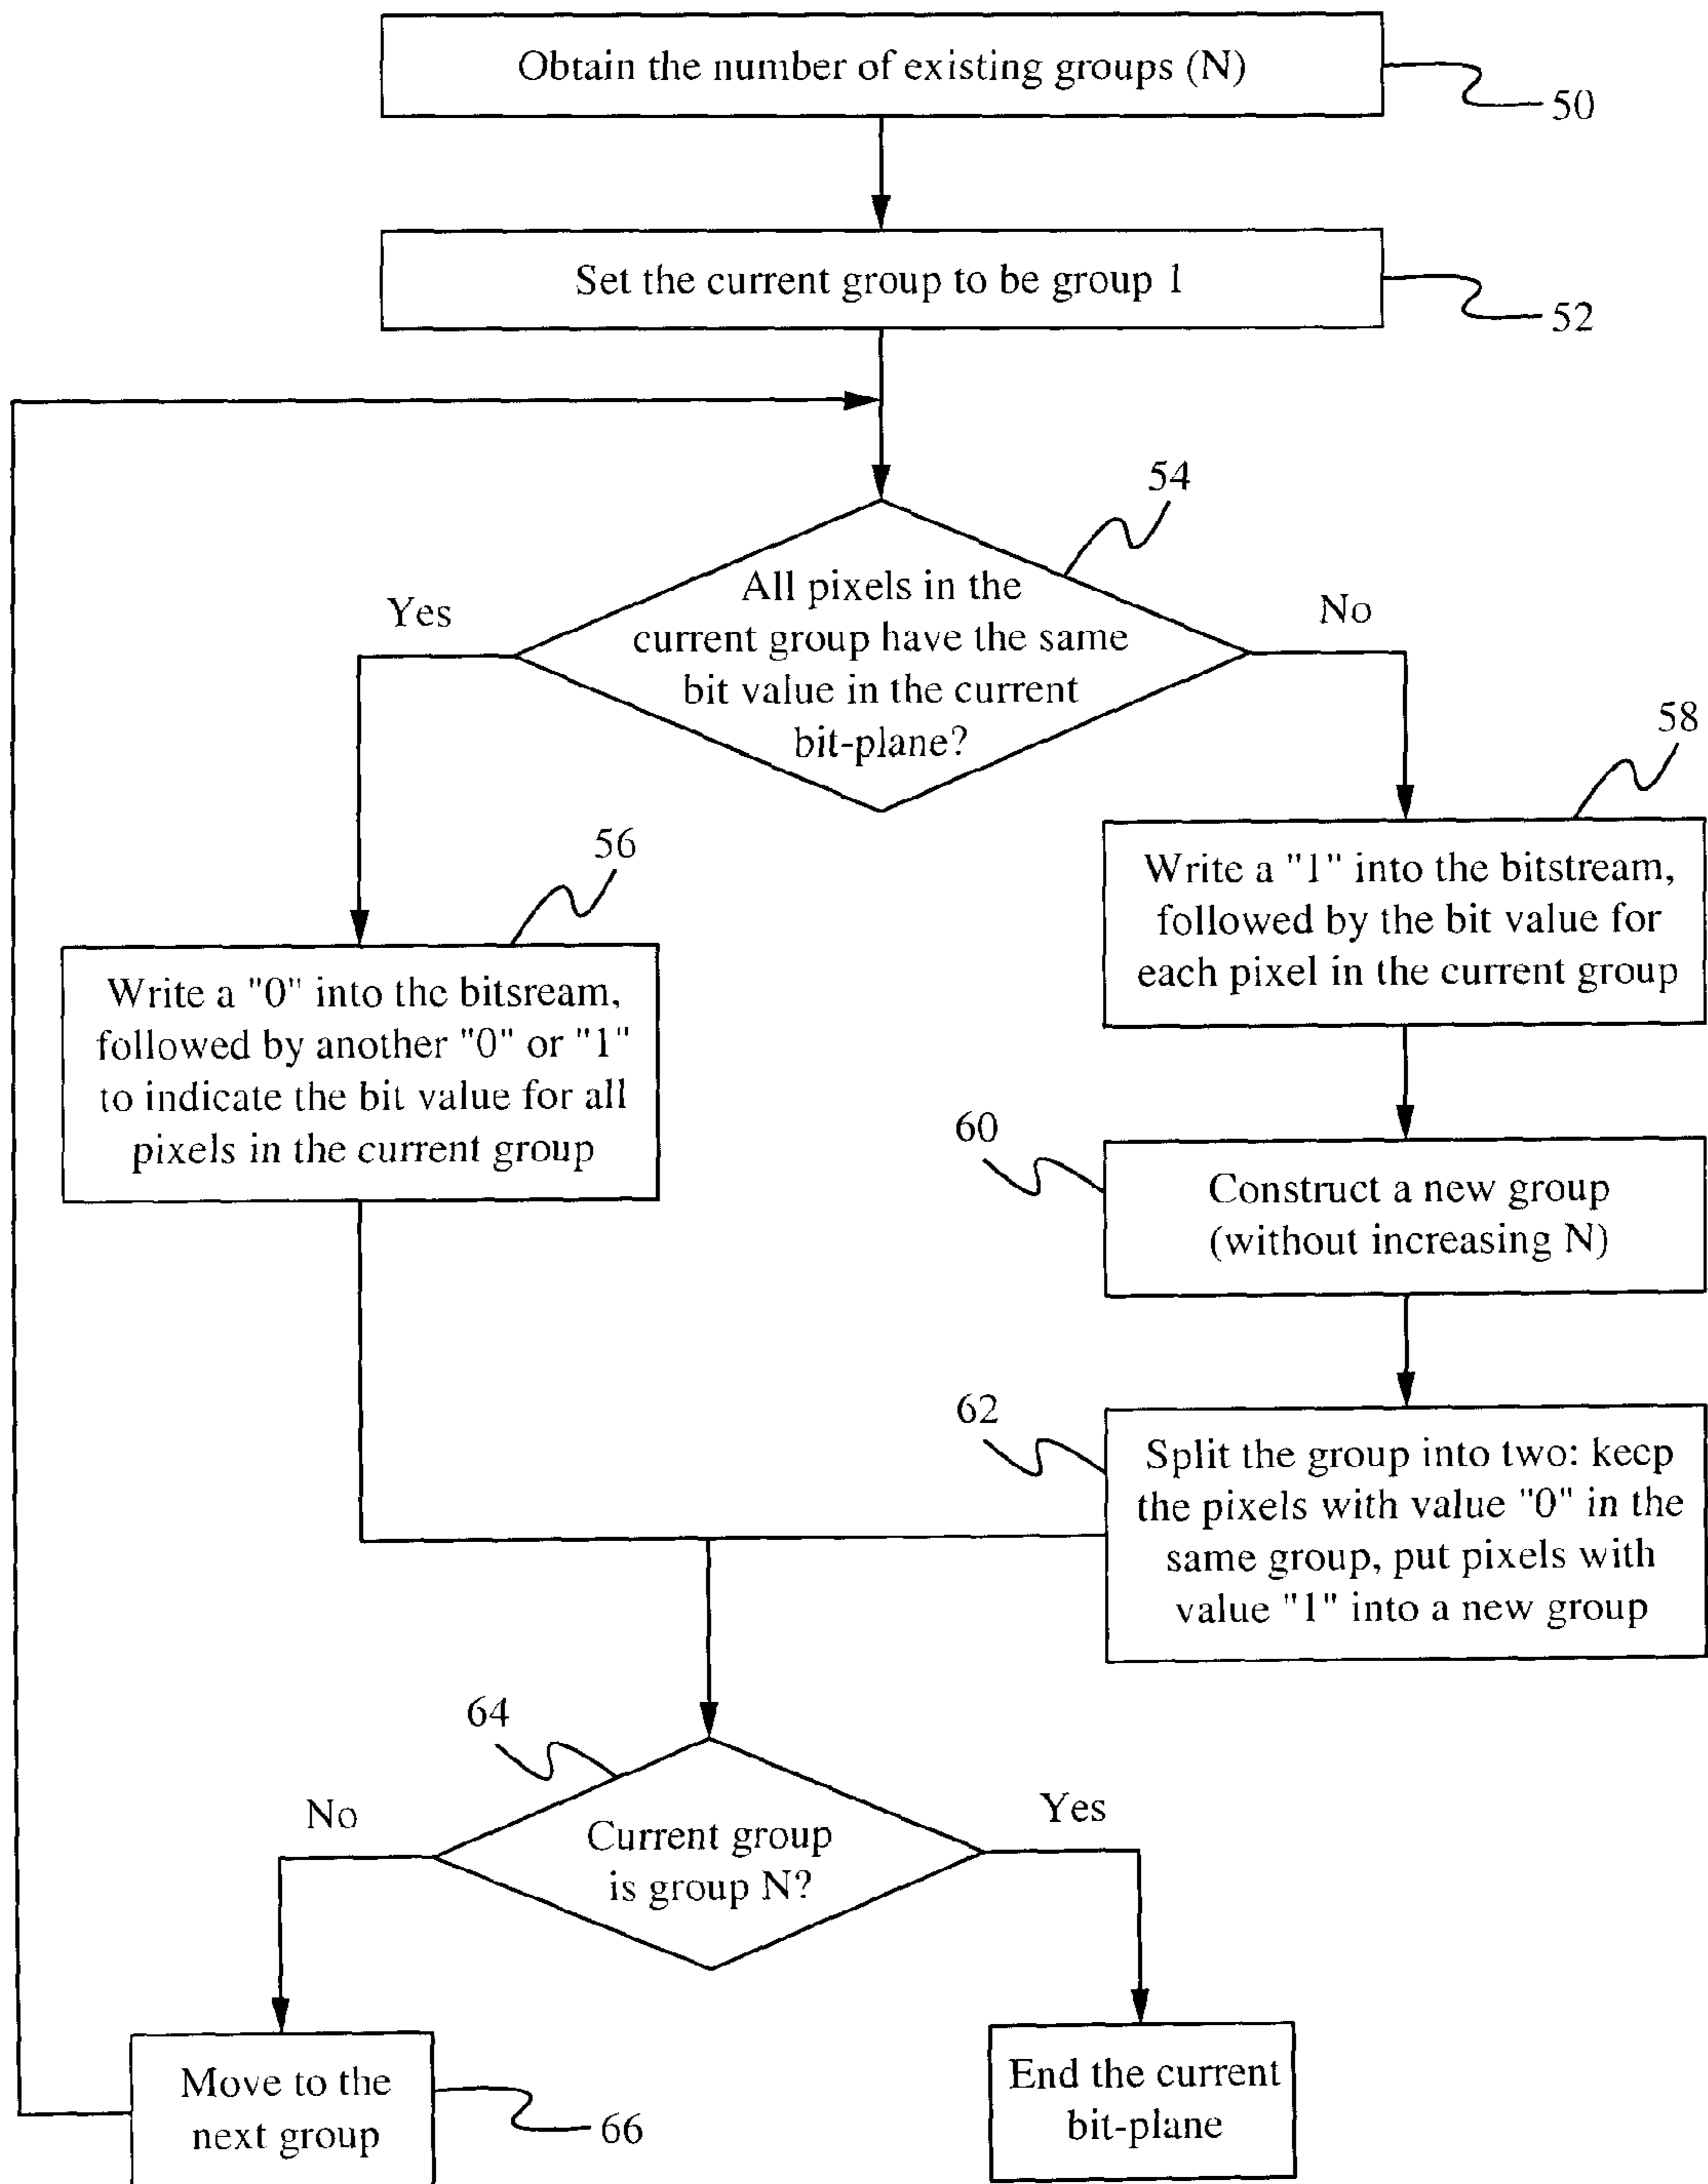 Obtain the number of existing groups (N)
50
Set the current group to be group 1
52
54
All pixels in the
current group have the same
bit value in the current
bit-plane?
Yes
No
58
Write a "1" into the bitstream,
followed by the bit value for
each pixel in the current group
56
Write a "0" into the bitsream,
followed by another "0" or "1"
to indicate the bit value for all
pixels in the current group
60
Construct a new group
(without increasing N)
62
Split the group into two: keep
the pixels with value "0" in the
same group, put pixels with
value "1" into a new group
64
Current group
is group N?
No
Yes
Move to the
next group
66
End the current
bit-plane